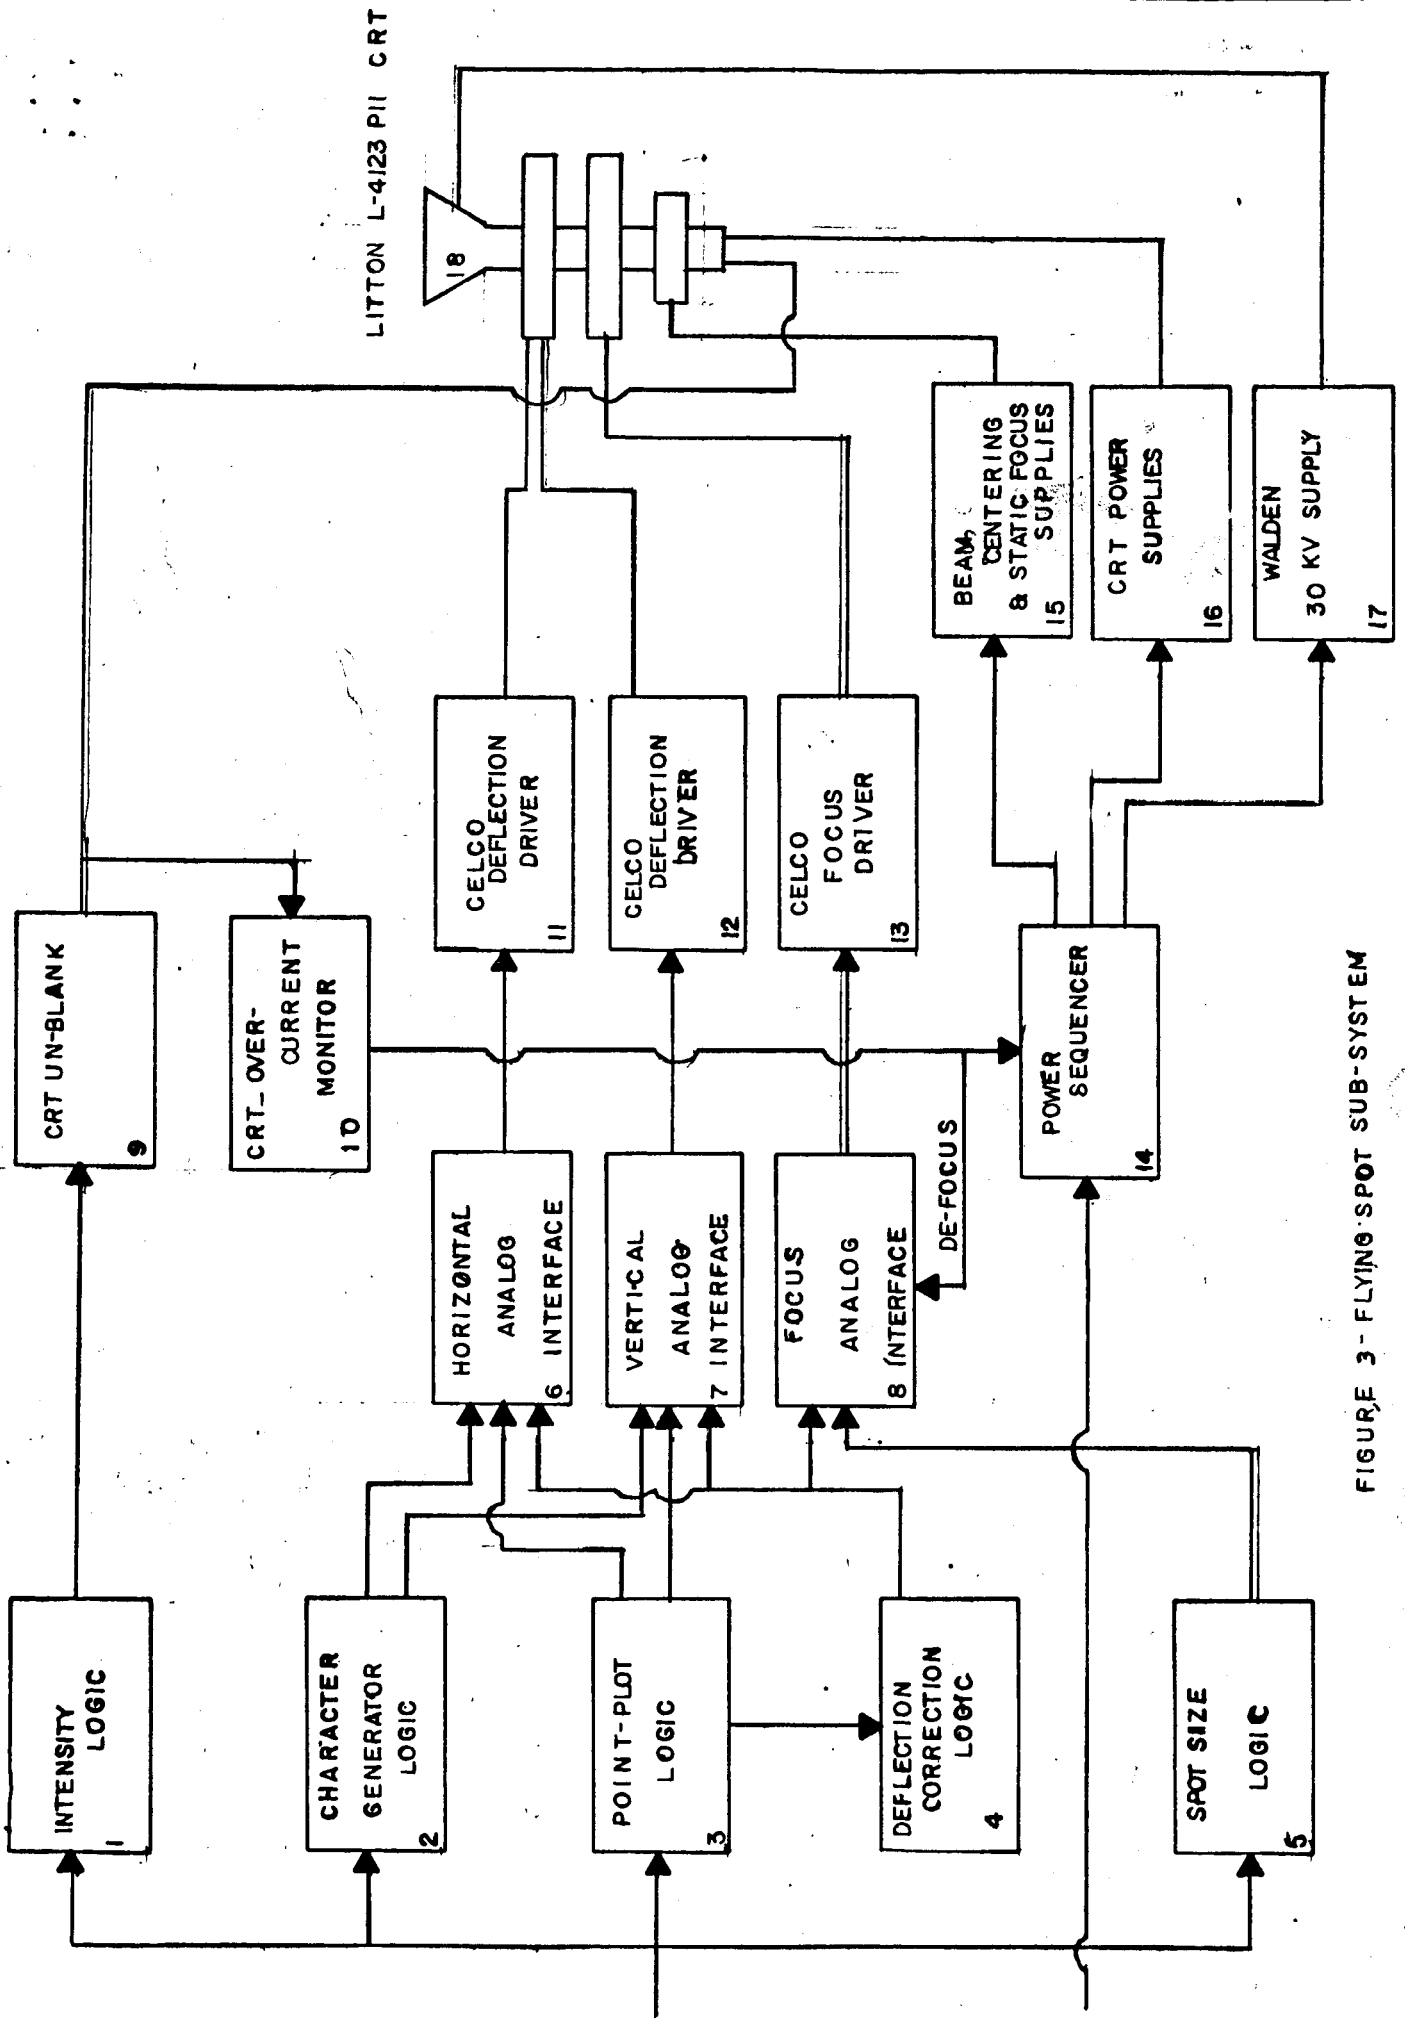 INTENSITY
LOGIC
1
CHARACTER
GENERATOR
LOGIC
2
POINT-PLOT
LOGIC
3
DEFLECTION
CORRECTION
LOGIC
4
SPOT SIZE
LOGIC
5
HORIZONTAL
ANALOG
6 INTERFACE
VERTICAL
ANALOG
7 INTERFACE
FOCUS
ANALOG
8 INTERFACE
DE-FOCUS
CRT UN-BLANK
9
CRT_OVER-
CURRENT
MONITOR
10
CELCO
DEFLECTION
DRIVER
11
CELCO
DEFLECTION
DRIVER
12
CELCO
FOCUS
DRIVER
13
POWER
SEQUENCER
14
BEAM,
CENTERING
& STATIC FOCUS
SUPPLIES
15
CRT POWER
SUPPLIES
16
WALDEN
30 KV SUPPLY
17
LITTON L-4123 P11 CRT
18
FIGURE 3 - FLYING SPOT SUB-SYSTEM